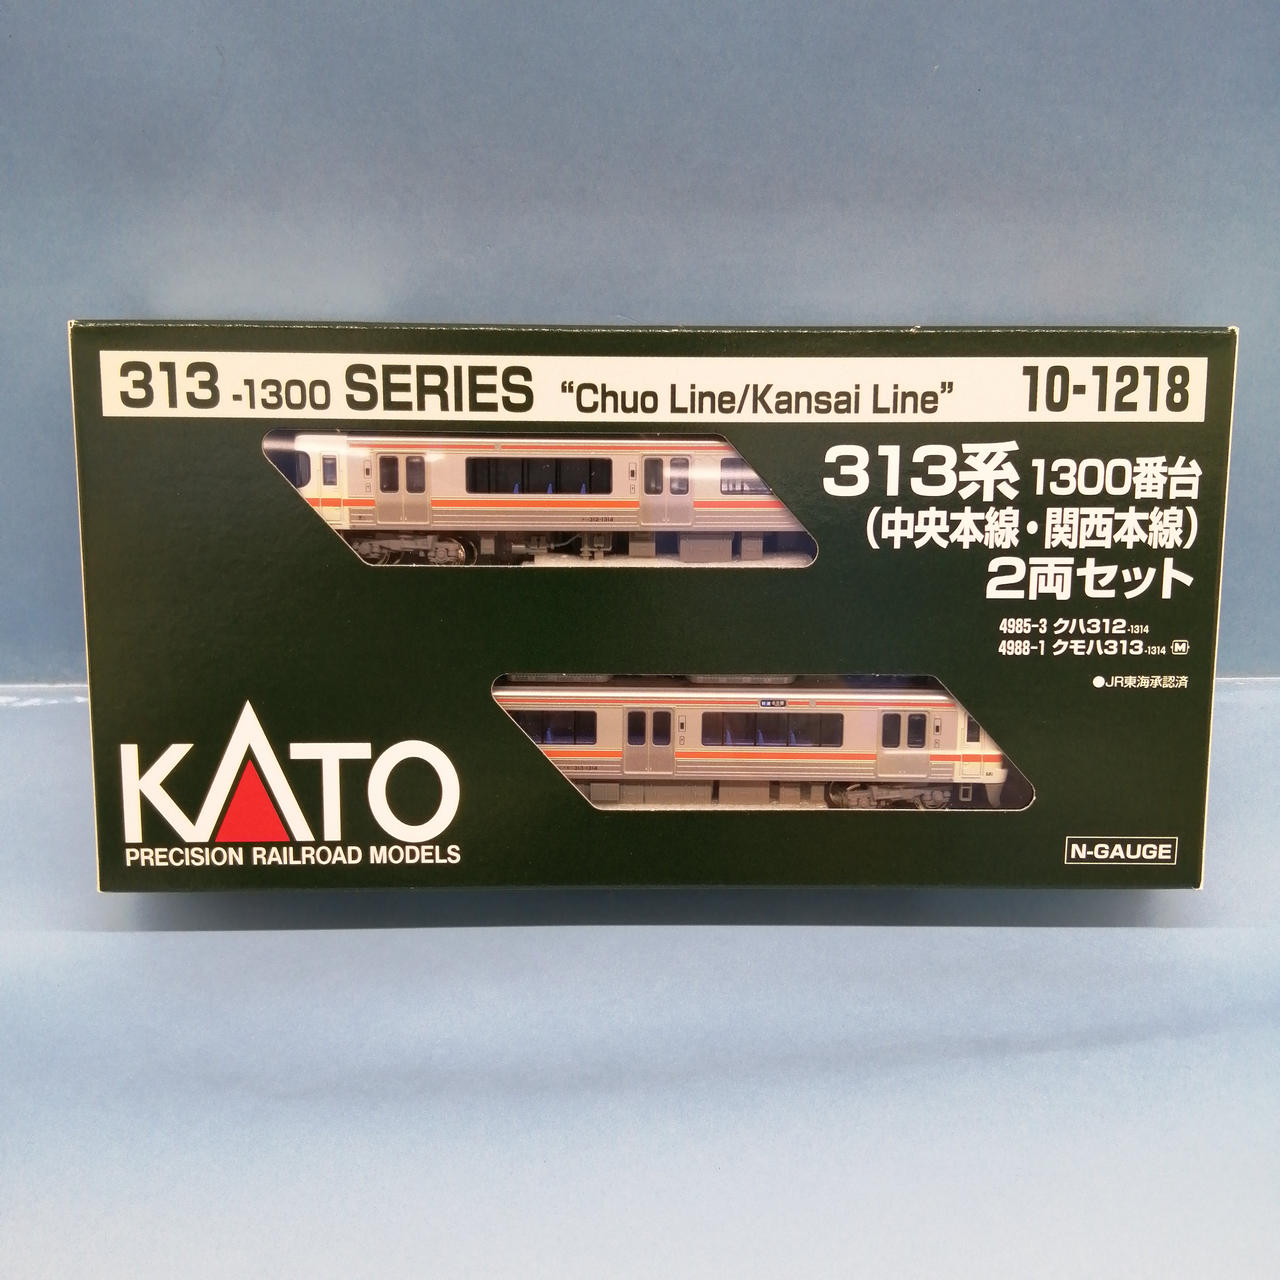 313 -1300 SERIES “Chuo Line/Kansai Line” 10-1218
313系 1300番台
(中央本線・関西本線)
2両セット
4985-3 クハ312-1314
4988-1 クモハ313-1314 M
●JR東海承認済
KATO
PRECISION RAILROAD MODELS
N-GAUGE